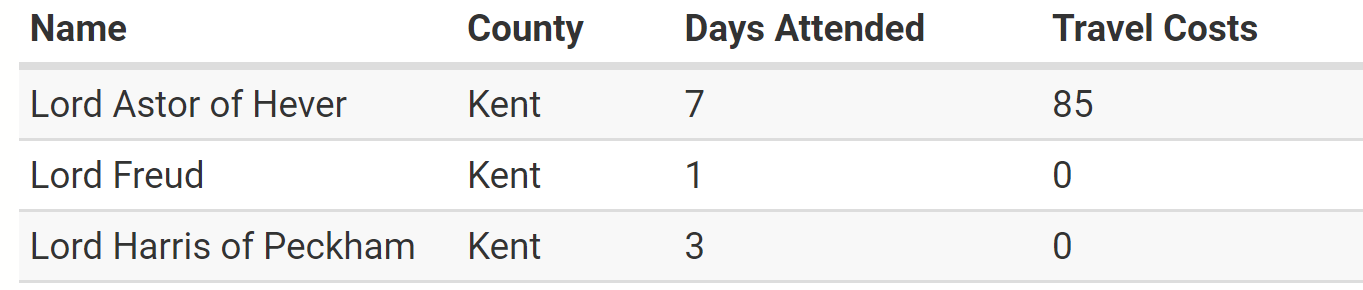 Name County Days Attended Travel Costs
Lord Astor of Hever Kent 7 85
Lord Freud Kent 1 0
Lord Harris of Peckham Kent 3 0